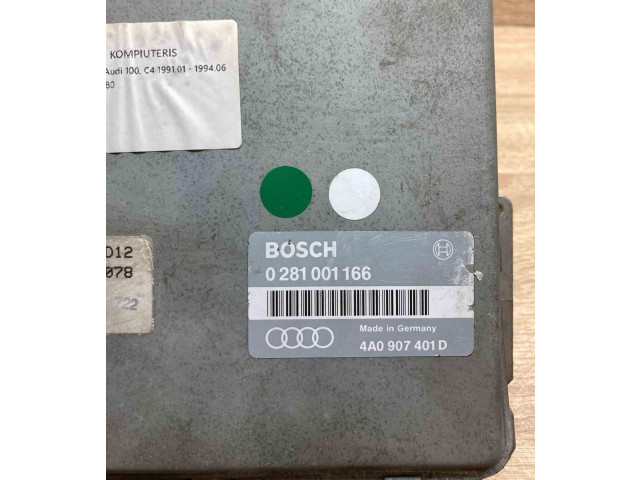 KOMPIUTERIS
Audi 100, C4 1991.01 - 1994.06
80
D12
078
722
BOSCH
0 281 001 166
Made in Germany
4A0 907 401 D